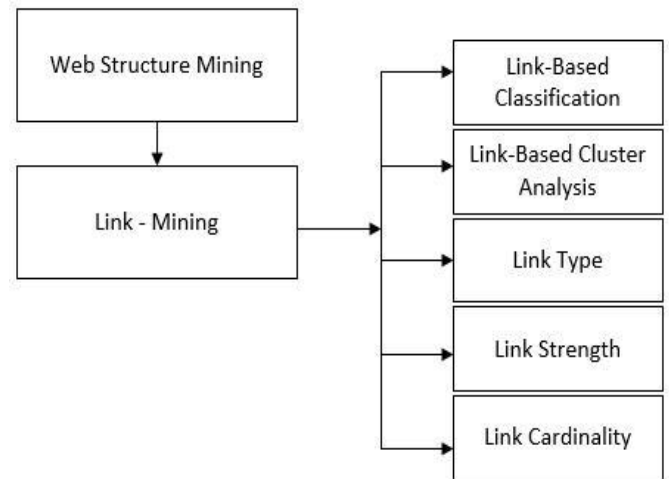 Web Structure Mining
Link - Mining
Link-Based
Classification
Link-Based Cluster
Analysis
Link Type
Link Strength
Link Cardinality